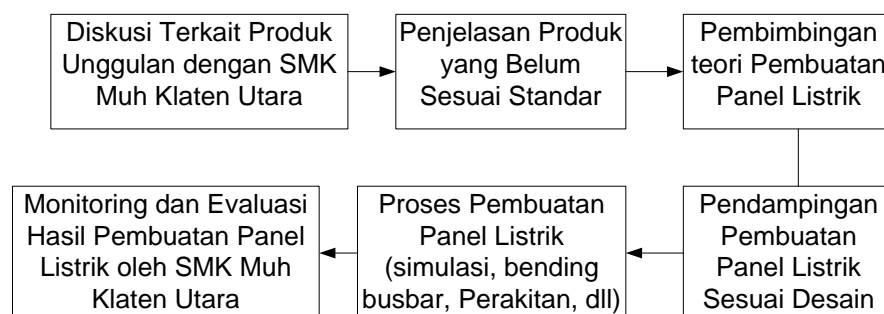 Diskusi Terkait Produk
Unggulan dengan SMK
Muh Klaten Utara
Penjelasan Produk
yang Belum
Sesuai Standar
Pembimbingan
teori Pembuatan
Panel Listrik
Pendampingan
Pembuatan
Panel Listrik
Sesuai Desain
Proses Pembuatan
Panel Listrik
(simulasi, bending
busbar, Perakitan, dll)
Monitoring dan Evaluasi
Hasil Pembuatan Panel
Listrik oleh SMK Muh
Klaten Utara